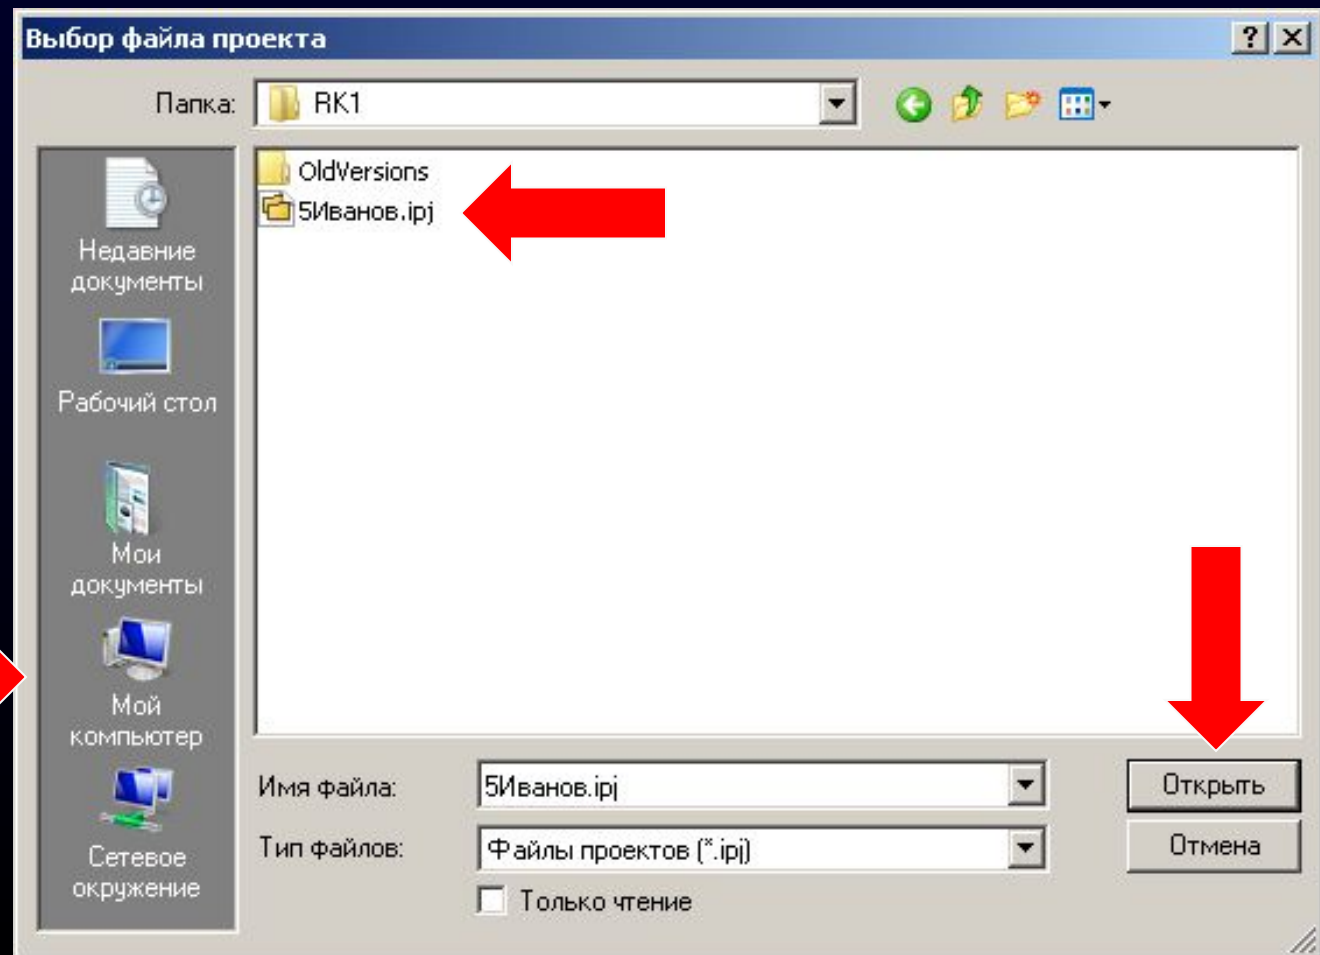 Выбор файла проекта
Папка:
RK1
OldVersions
5Иванов.ipj
Недавние
документы
Рабочий стол
Мои
документы
Мой
компьютер
Сетевое
окружение
Имя файла:
5Иванов.ipj
Открыть
Тип файлов:
Файлы проектов (*.ipj)
Отмена
Только чтение